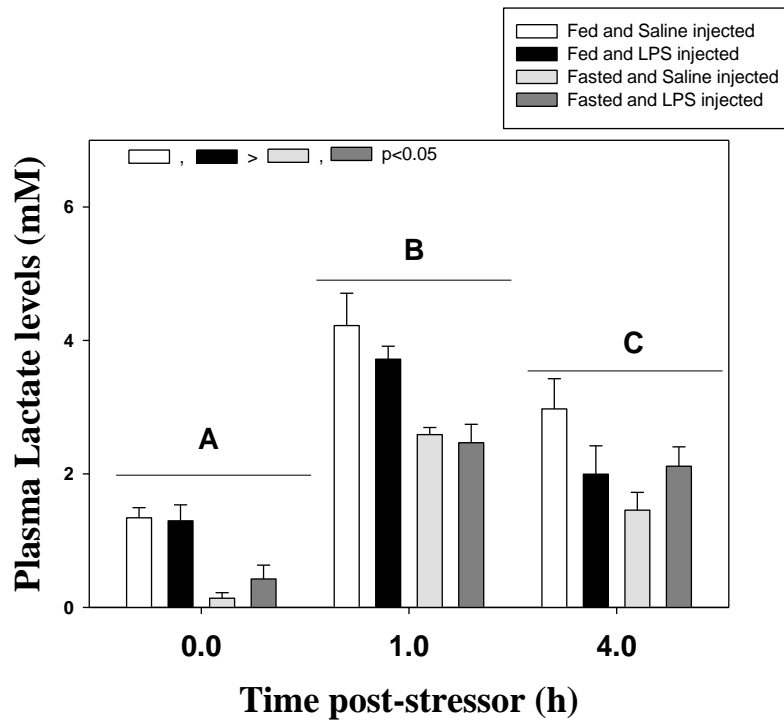 Fed and Saline injected
Fed and LPS injected
Fasted and Saline injected
Fasted and LPS injected
, > , p<0.05
Plasma Lactate levels (mM)
6
4
2
0
A
B
C
0.0 1.0 4.0
Time post-stressor (h)